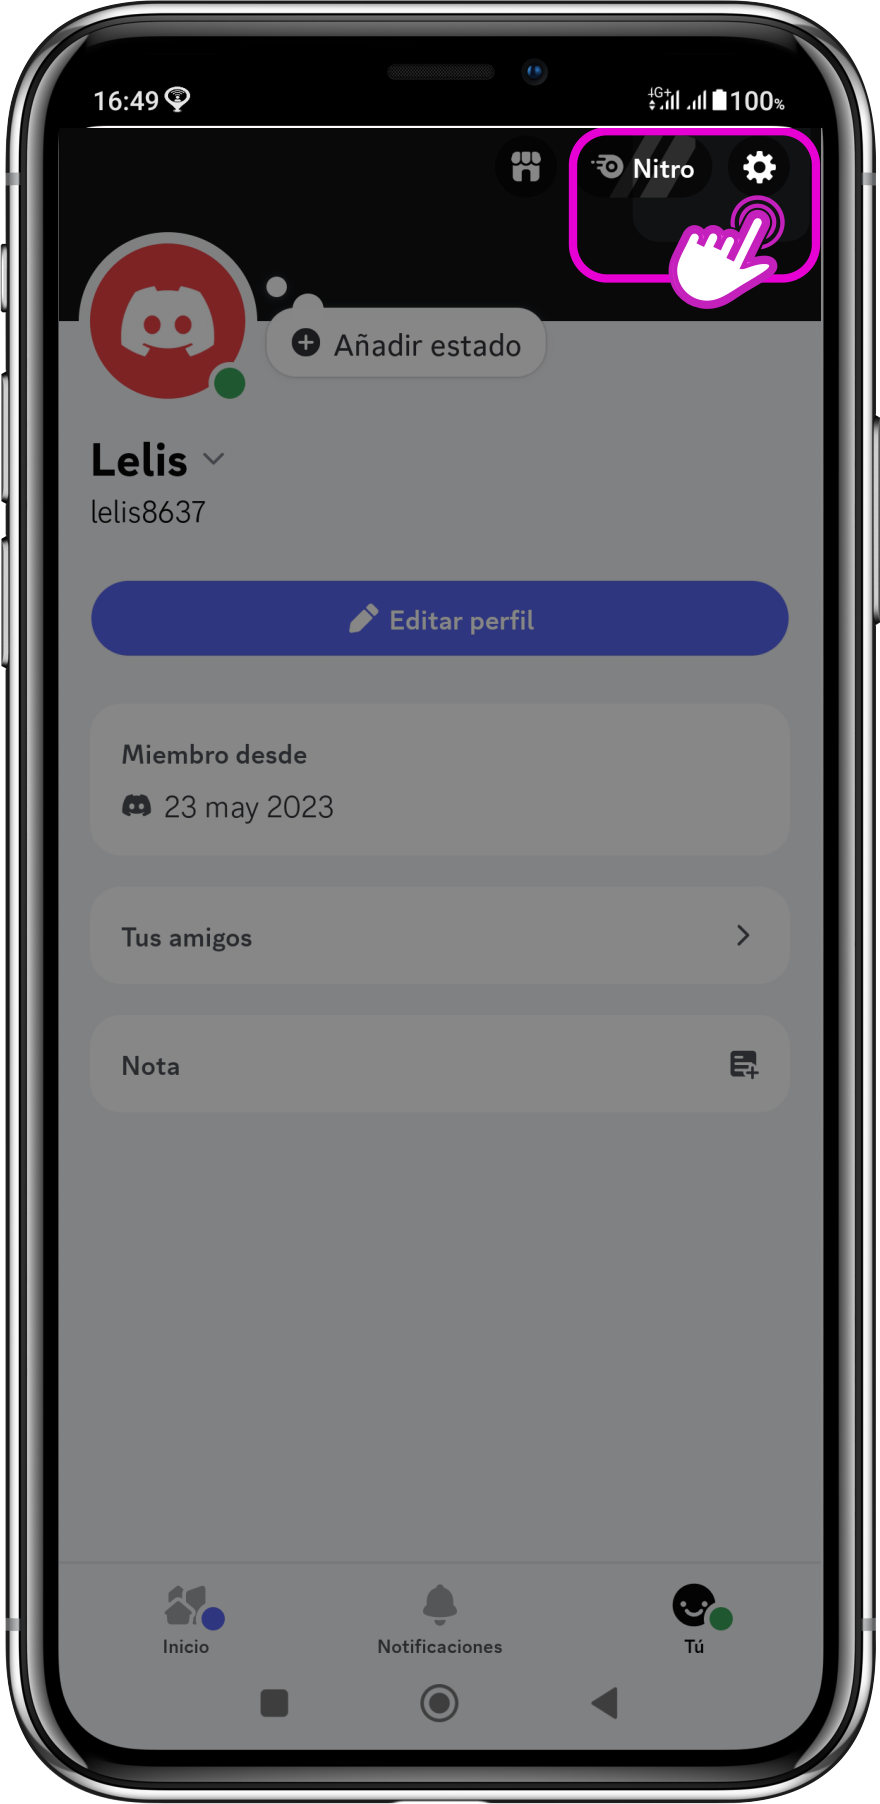 16:49 4G+ 100%
Nitro
Añadir estado
Lelis
lelis8637
Editar perfil
Miembro desde
23 may 2023
Tus amigos
Nota
Inicio Notificaciones Tú